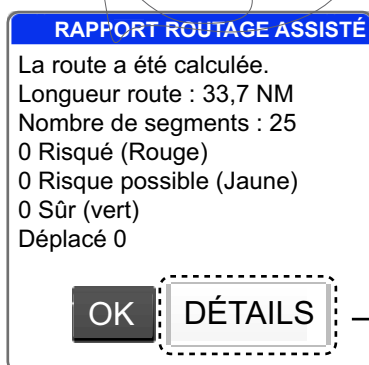 RAPPORT ROUTAGE ASSISTÉ
La route a été calculée.
Longueur route : 33,7 NM
Nombre de segments : 25
0 Risqué (Rouge)
0 Risque possible (Jaune)
0 Sûr (vert)
Déplacé 0
OK DÉTAILS